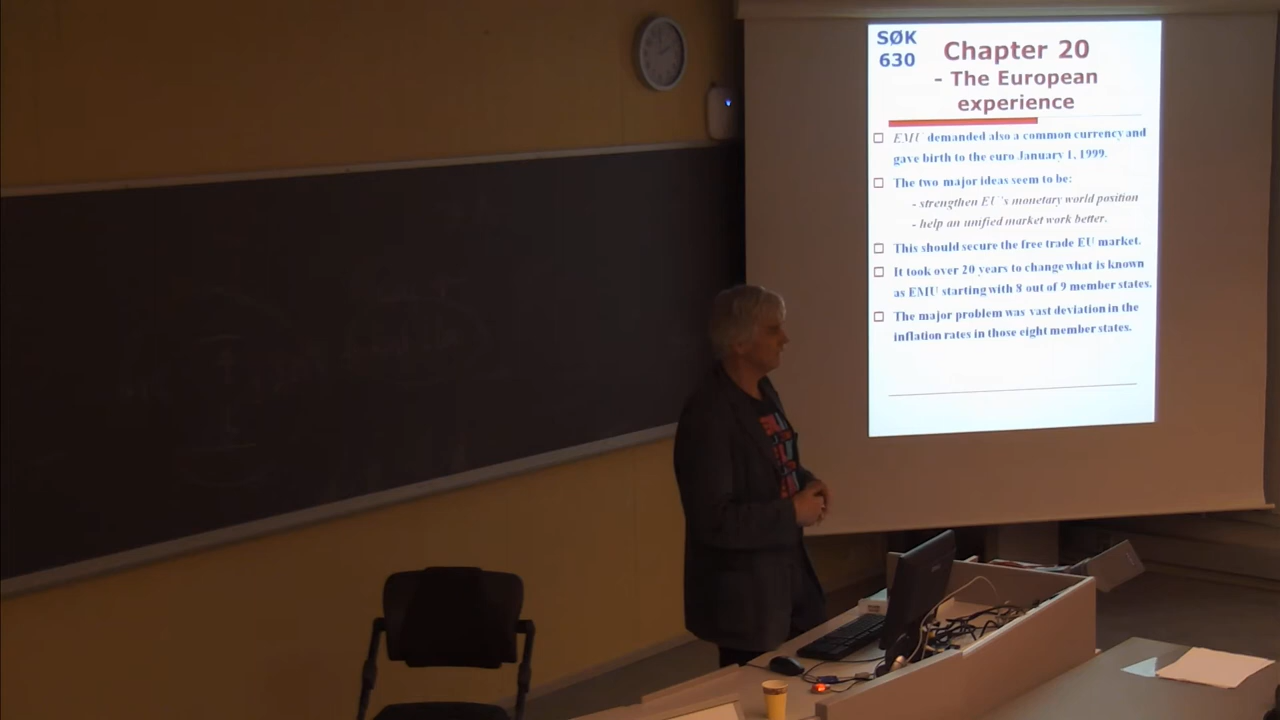 SØK
630
Chapter 20
- The European
experience
EMU demanded also a common currency and
gave birth to the euro January 1, 1999.
The two major ideas seem to be:
- strengthen EU's monetary world position
- help an unified market work better.
This should secure the free trade EU market.
It took over 20 years to change what is known
as EMU starting with 8 out of 9 member states.
The major problem was vast deviation in the
inflation rates in those eight member states.